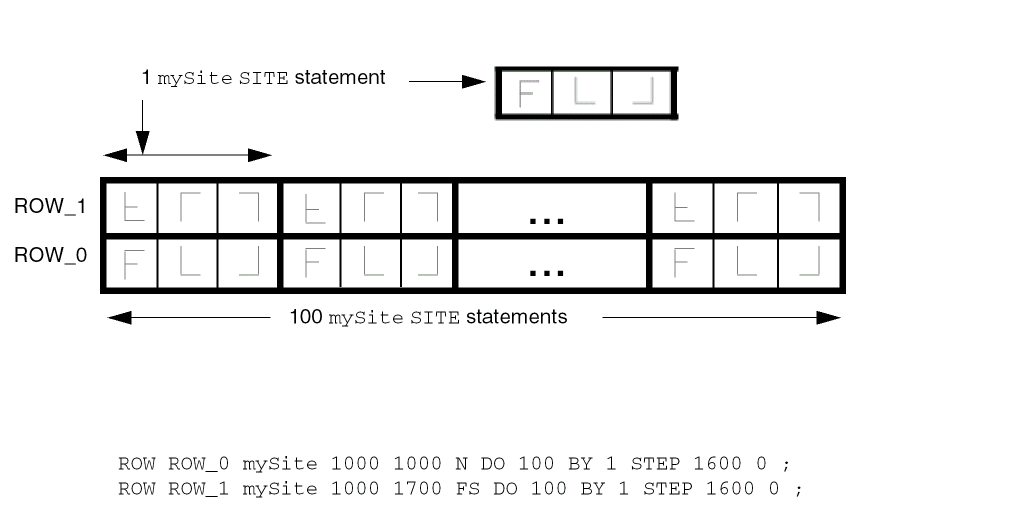 1 mySite SITE statement
F L
ROW_1
...
ROW_0
F L F L ... F L
100 mySite SITE statements
ROW ROW_0 mySite 1000 1000 N DO 100 BY 1 STEP 1600 0 ;
ROW ROW_1 mySite 1000 1700 FS DO 100 BY 1 STEP 1600 0 ;